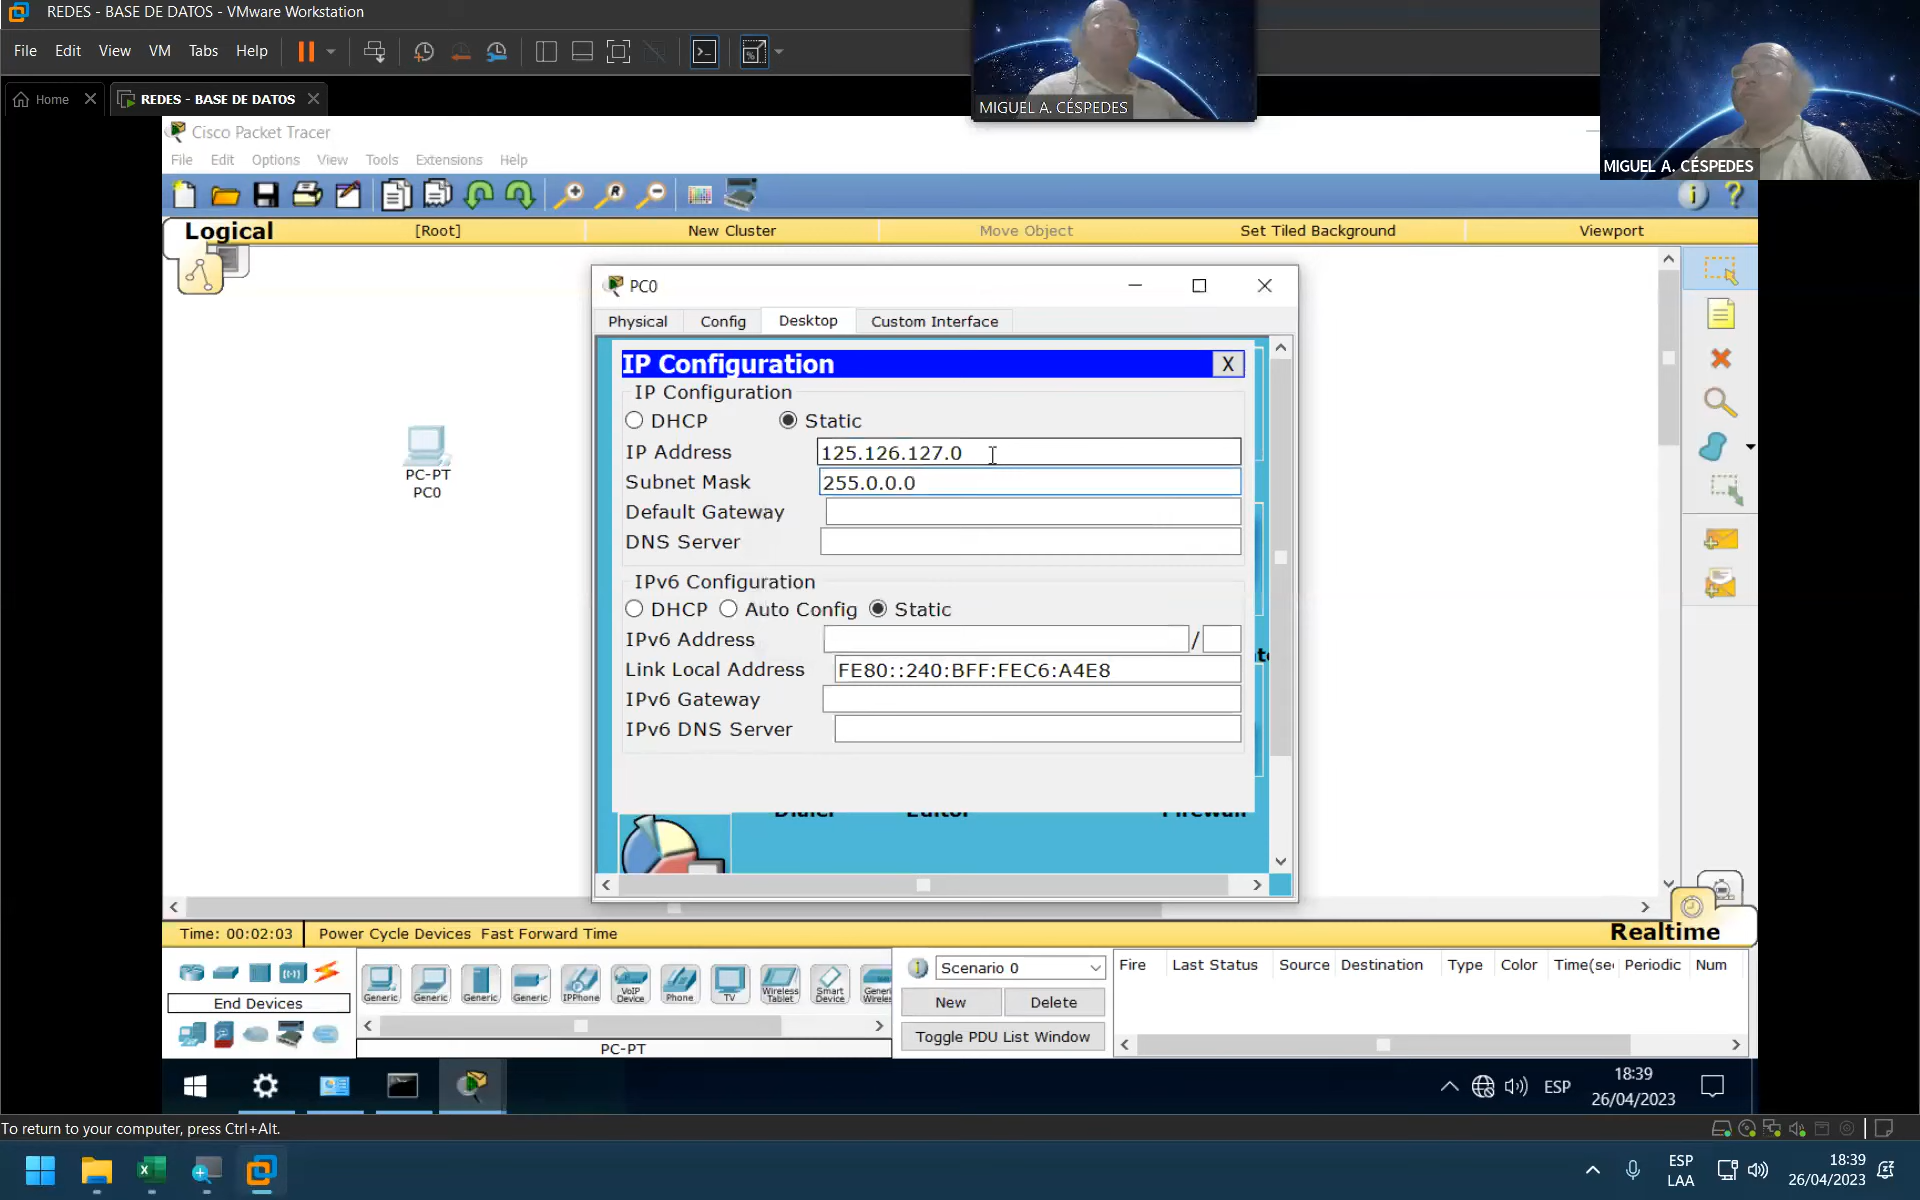 REDES - BASE DE DATOS - VMware Workstation
File Edit View VM Tabs Help
Home
REDES - BASE DE DATOS
MIGUEL A. CÉSPEDES
MIGUEL A. CÉSPEDES
Cisco Packet Tracer
File Edit Options View Tools Extensions Help
Logical [Root] New Cluster Move Object Set Tiled Background Viewport
PC0
Physical Config Desktop Custom Interface
IP Configuration X
IP Configuration
DHCP Static
IP Address 125.126.127.0
Subnet Mask 255.0.0.0
Default Gateway
DNS Server
IPv6 Configuration
DHCP Auto Config Static
IPv6 Address /
Link Local Address FE80::240:BFF:FEC6:A4E8
IPv6 Gateway
IPv6 DNS Server
Dialer Editor Firewall
PC-PT
PC0
Time: 00:02:03 Power Cycle Devices Fast Forward Time Realtime
End Devices
Generic Generic Generic Generic IPPhone VoIP Device Phone TV Wireless Tablet Smart Device
PC-PT
Scenario 0
New Delete
Toggle PDU List Window
Fire Last Status Source Destination Type Color Time(sec Periodic Num
ESP
18:39
26/04/2023
To return to your computer, press Ctrl+Alt.
ESP
LAA
18:39
26/04/2023